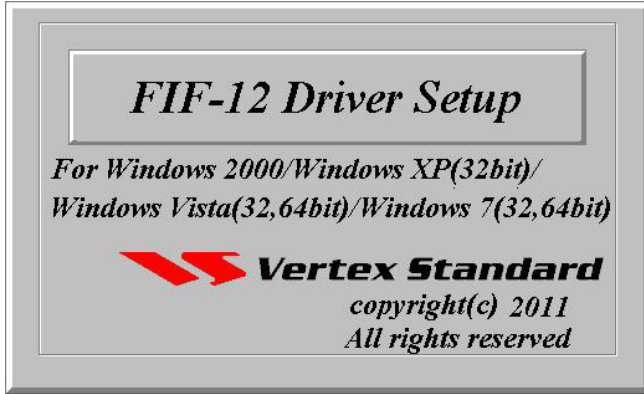 FIF-12 Driver Setup
For Windows 2000/Windows XP(32bit)/
Windows Vista(32,64bit)/Windows 7(32,64bit)
Vertex Standard
copyright(c) 2011
All rights reserved